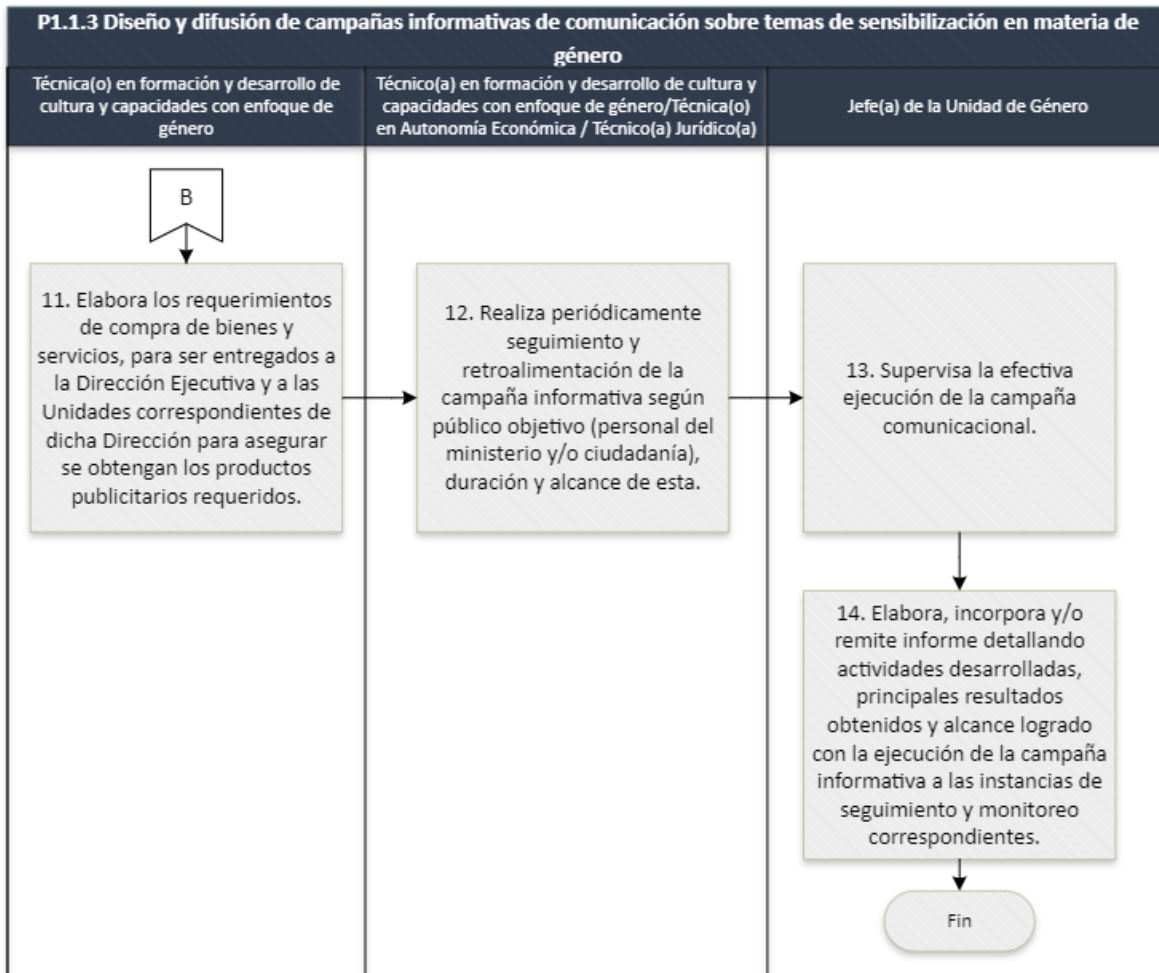 P1.1.3 Diseño y difusión de campañas informativas de comunicación sobre temas de sensibilización en materia de
género
Técnica(o) en formación y desarrollo de
cultura y capacidades con enfoque de
género
Técnico(a) en formación y desarrollo de cultura y
capacidades con enfoque de género/Técnica(o)
en Autonomía Económica / Técnico(a) Jurídico(a)
Jefe(a) de la Unidad de Género
B
11. Elabora los requerimientos
de compra de bienes y
servicios, para ser entregados a
la Dirección Ejecutiva y a las
Unidades correspondientes de
dicha Dirección para asegurar
se obtengan los productos
publicitarios requeridos.
12. Realiza periódicamente
seguimiento y
retroalimentación de la
campaña informativa según
público objetivo (personal del
ministerio y/o ciudadanía),
duración y alcance de esta.
13. Supervisa la efectiva
ejecución de la campaña
comunicacional.
14. Elabora, incorpora y/o
remite informe detallando
actividades desarrolladas,
principales resultados
obtenidos y alcance logrado
con la ejecución de la campaña
informativa a las instancias de
seguimiento y monitoreo
correspondientes.
Fin